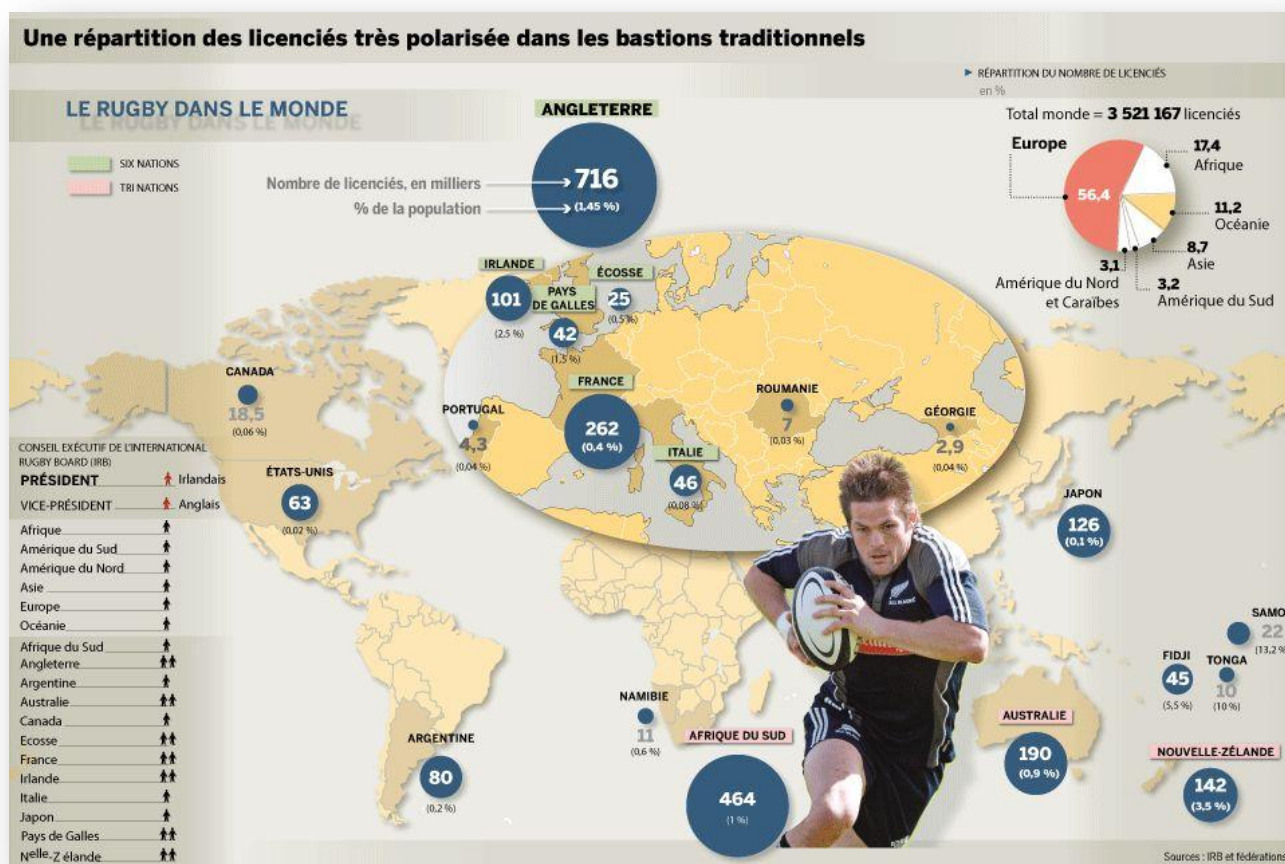 Une répartition des licenciés très polarisée dans les bastions traditionnels
LE RUGBY DANS LE MONDE
SIX NATIONS
TRI NATIONS
▶ RÉPARTITION DU NOMBRE DE LICENCIÉS
en %
Total monde = 3 521 167 licenciés
Europe
56,4
17,4
Afrique
11,2
Océanie
8,7
Asie
3,2
Amérique du Sud
3,1
Amérique du Nord
et Caraïbes
ANGLETERRE
Nombre de licenciés, en milliers
716
% de la population
(1,45 %)
IRLANDE
101
(2,5 %)
ÉCOSSE
25
(0,5%)
PAYS
DE GALLES
42
(1,5 %)
FRANCE
262
(0,4 %)
PORTUGAL
4,3
(0,04 %)
ITALIE
46
(0,08 %)
ROUMANIE
7
(0,03 %)
GÉORGIE
2,9
(0,04 %)
CANADA
18,5
(0,06 %)
ÉTATS-UNIS
63
(0,02 %)
JAPON
126
(0,1 %)
SAMO
22
(13,2 %
FIDJI
45
(5,5 %)
TONGA
10
(10 %)
NAMIBIE
11
(0,6 %)
ARGENTINE
80
(0,2 %)
AFRIQUE DU SUD
464
(1 %)
AUSTRALIE
190
(0,9 %)
NOUVELLE-ZÉLANDE
142
(3,5 %)
CONSEIL EXÉCUTIF DE L'INTERNATIONAL
RUGBY BOARD (IRB)
PRÉSIDENT Irlandais
VICE-PRÉSIDENT Anglais
Afrique
Amérique du Sud
Amérique du Nord
Asie
Europe
Océanie
Afrique du Sud
Angleterre
Argentine
Australie
Canada
Ecosse
France
Irlande
Italie
Japon
Pays de Galles
Nelle-Z élande
Sources : IRB et fédérations